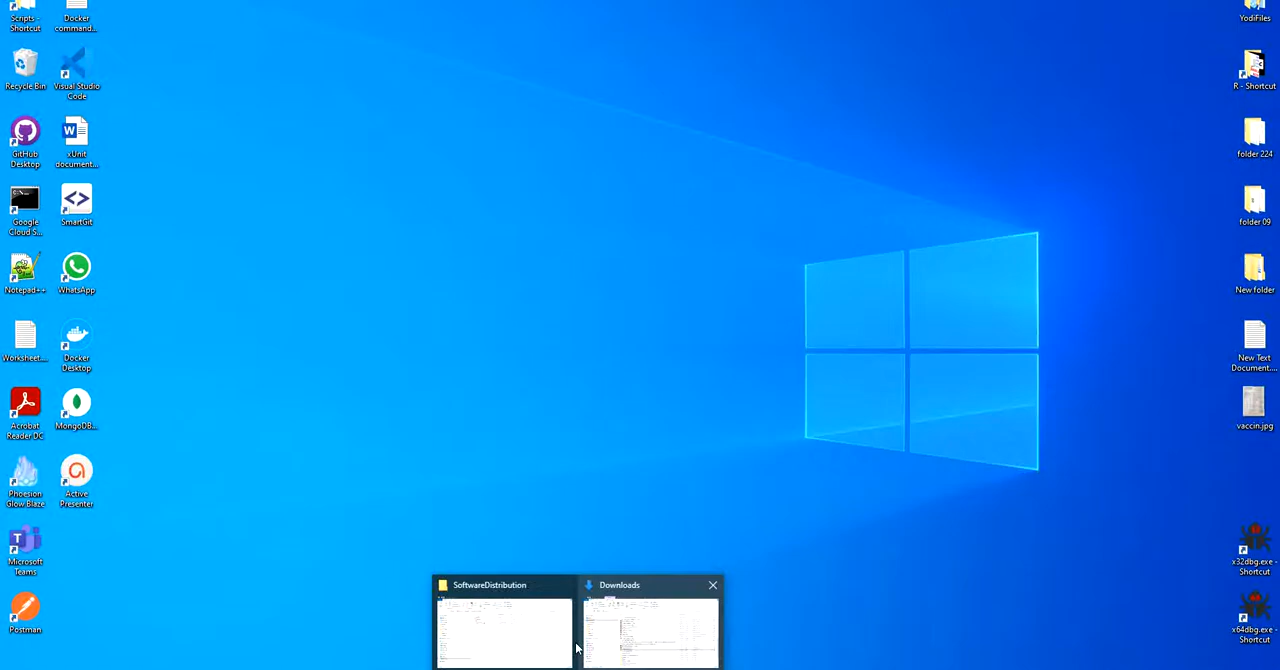 Scripts -
Shortcut
Docker
command...
Recycle Bin
Visual Studio
Code
GitHub
Desktop
xUnit
document...
Google
Cloud S...
SmartGit
Notepad++
WhatsApp
Worksheet...
Docker
Desktop
Acrobat
Reader DC
MongoDB...
Phoesion
Glow Blaze
Active
Presenter
Microsoft
Teams
Postman
SoftwareDistribution
Downloads
YodiFiles
R - Shortcut
folder 224
folder 09
New folder
New Text
Document....
vaccin.jpg
x32dbg.exe -
Shortcut
x64dbg.exe -
Shortcut